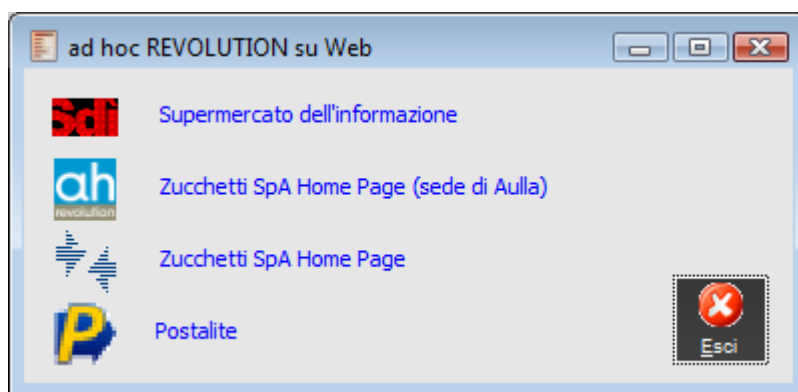 ad hoc REVOLUTION su Web
Sdi
Supermercato dell'informazione
ah
revolution
Zucchetti SpA Home Page (sede di Aulla)
Zucchetti SpA Home Page
P
Postalite
Esci